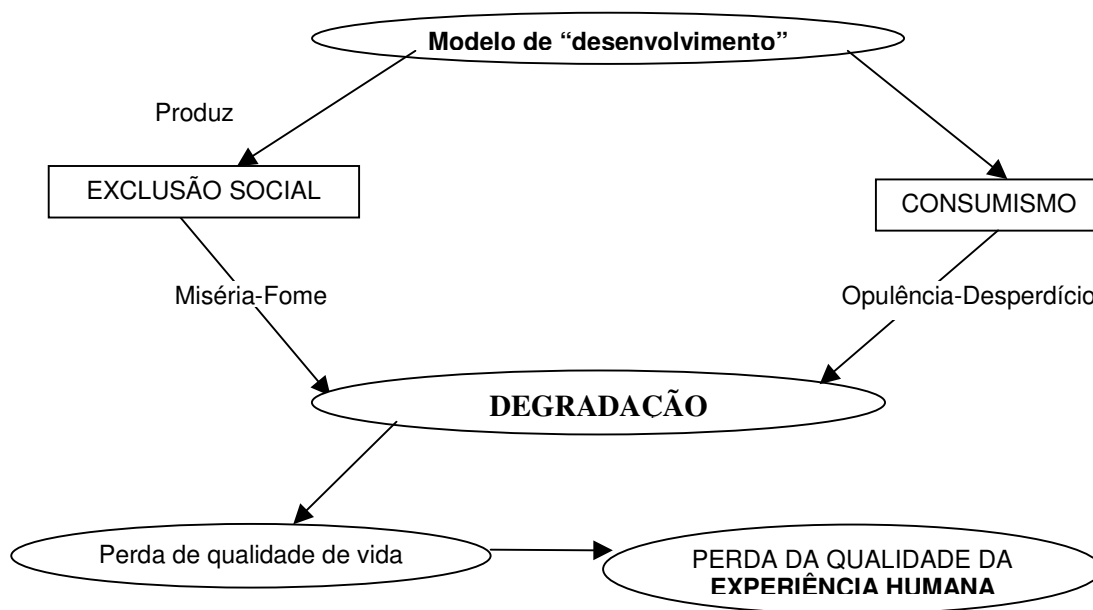 Modelo de “desenvolvimento”
Produz
EXCLUSÃO SOCIAL
CONSUMISMO
Miséria-Fome
Opulência-Desperdício
DEGRADAÇÃO
Perda de qualidade de vida
PERDA DA QUALIDADE DA
EXPERIÊNCIA HUMANA